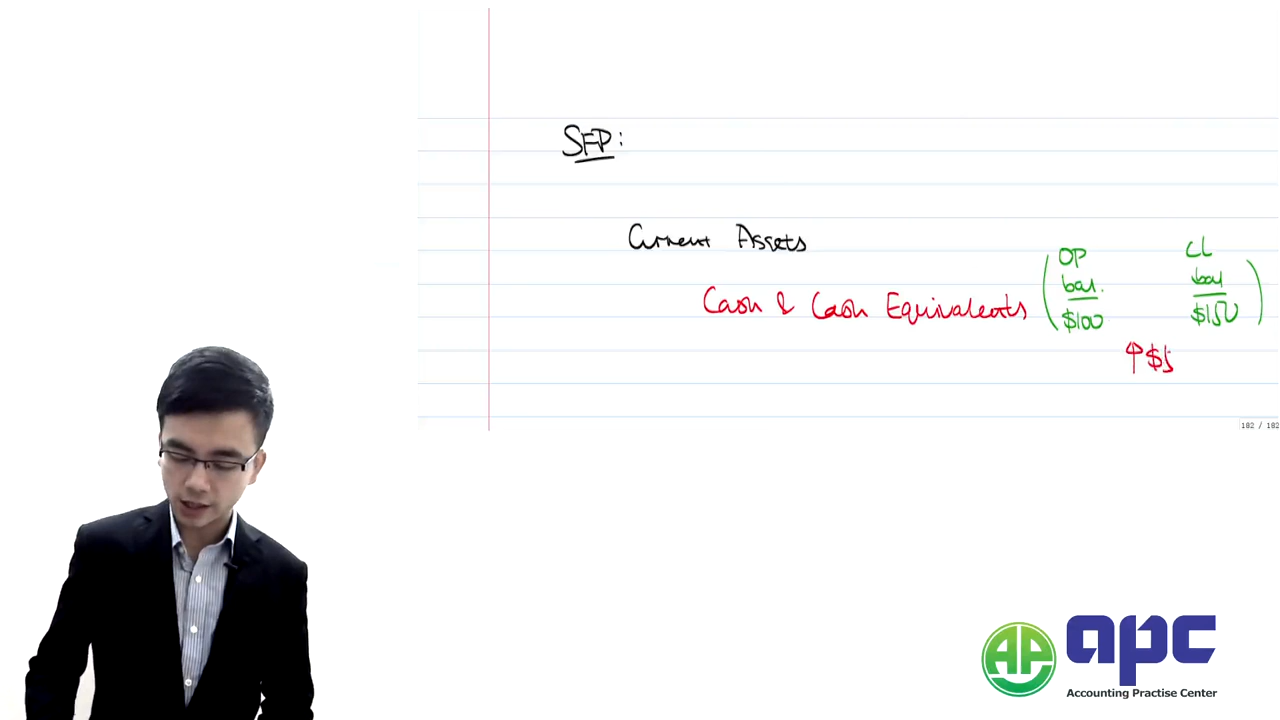 SFP:
Current Assets
OP CL
bal. bal
Cash & Cash Equivalents ( $100 $150 )
↑$5
182 / 182
AP apc
Accounting Practise Center